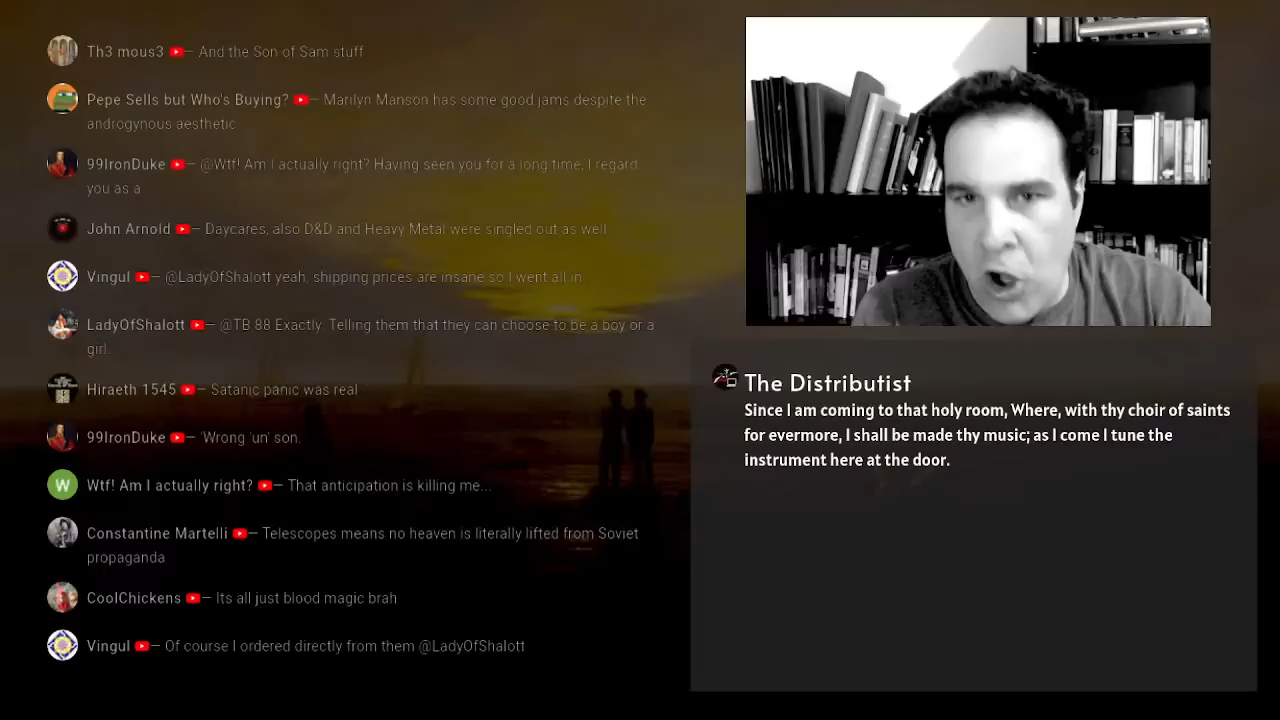 Th3 mous3 — And the Son of Sam stuff
Pepe Sells but Who's Buying? — Marilyn Manson has some good jams despite the
androgynous aesthetic
99IronDuke — @Wtf! Am I actually right? Having seen you for a long time, I regard
you as a
John Arnold — Daycares, also D&D and Heavy Metal were singled out as well
Vingul — @LadyOfShalott yeah, shipping prices are insane so I went all in
LadyOfShalott — @TB 88 Exactly. Telling them that they can choose to be a boy or a
girl.
Hiraeth 1545 — Satanic panic was real
99IronDuke — 'Wrong 'un' son.
W
Wtf! Am I actually right? — That anticipation is killing me...
Constantine Martelli — Telescopes means no heaven is literally lifted from Soviet
propaganda
CoolChickens — Its all just blood magic brah
Vingul — Of course I ordered directly from them @LadyOfShalott
The Distributist
Since I am coming to that holy room, Where, with thy choir of saints
for evermore, I shall be made thy music; as I come I tune the
instrument here at the door.